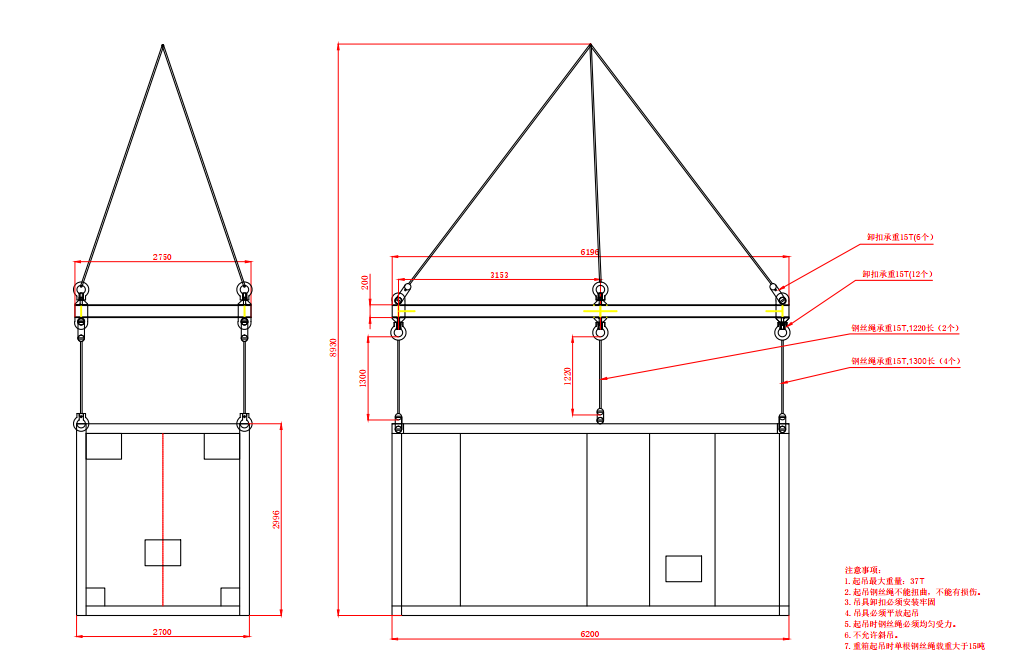 2750
8930
6196
3153
200
1300
1220
2996
2700
6200
卸扣承重15T(6个)
卸扣承重15T(12个)
钢丝绳承重15T,1220长（2个）
钢丝绳承重15T,1300长（4个）
注意事项:
1.起吊最大重量: 37T
2.起吊钢丝绳不能扭曲，不能有损伤。
3.吊具卸扣必须安装牢固
4.吊具必须平放起吊
5.起吊时钢丝绳必须均匀受力。
6.不允许斜吊。
7.重箱起吊时单根钢丝绳载重大于15吨